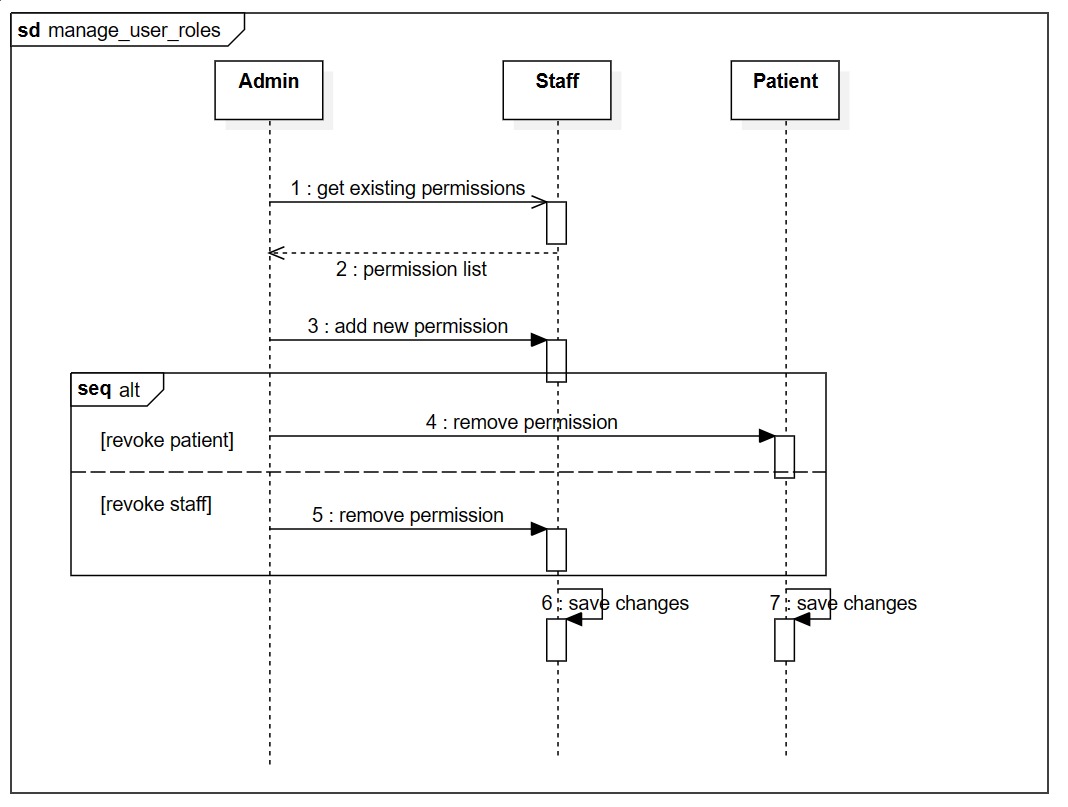 sd manage_user_roles
Admin
Staff
Patient
1 : get existing permissions
2 : permission list
3 : add new permission
seq alt
4 : remove permission
[revoke patient]
[revoke staff]
5 : remove permission
6 : save changes
7 : save changes